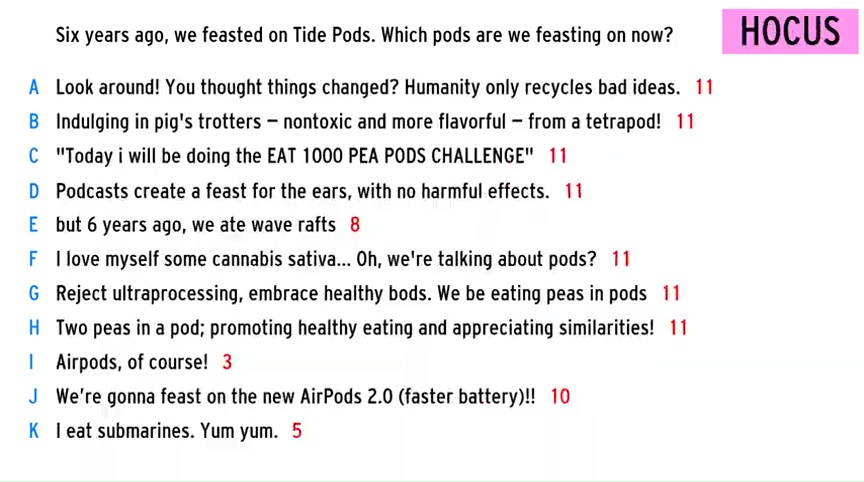 Six years ago, we feasted on Tide Pods. Which pods are we feasting on now?
HOCUS
A Look around! You thought things changed? Humanity only recycles bad ideas. 11
B Indulging in pig's trotters – nontoxic and more flavorful – from a tetrapod! 11
C "Today i will be doing the EAT 1000 PEA PODS CHALLENGE" 11
D Podcasts create a feast for the ears, with no harmful effects. 11
E but 6 years ago, we ate wave rafts 8
F I love myself some cannabis sativa... Oh, we're talking about pods? 11
G Reject ultraprocessing, embrace healthy bods. We be eating peas in pods 11
H Two peas in a pod; promoting healthy eating and appreciating similarities! 11
I Airpods, of course! 3
J We’re gonna feast on the new AirPods 2.0 (faster battery)!! 10
K I eat submarines. Yum yum. 5